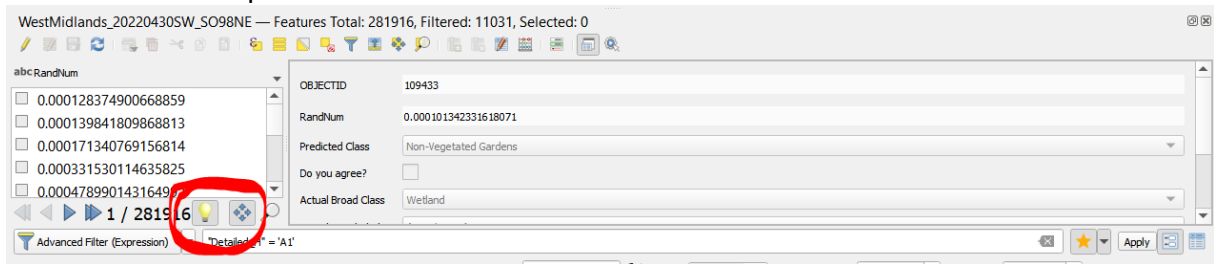 WestMidlands_20220430SW_SO98NE — Features Total: 281916, Filtered: 11031, Selected: 0
abc RandNum
0.000128374900668859
0.000139841809868813
0.000171340769156814
0.000331530114635825
1 / 281916
OBJECTID 109433
RandNum 0.000101342331618071
Predicted Class Non-Vegetated Gardens
Do you agree?
Actual Broad Class Wetland
Advanced Filter (Expression) = 'A1' Apply